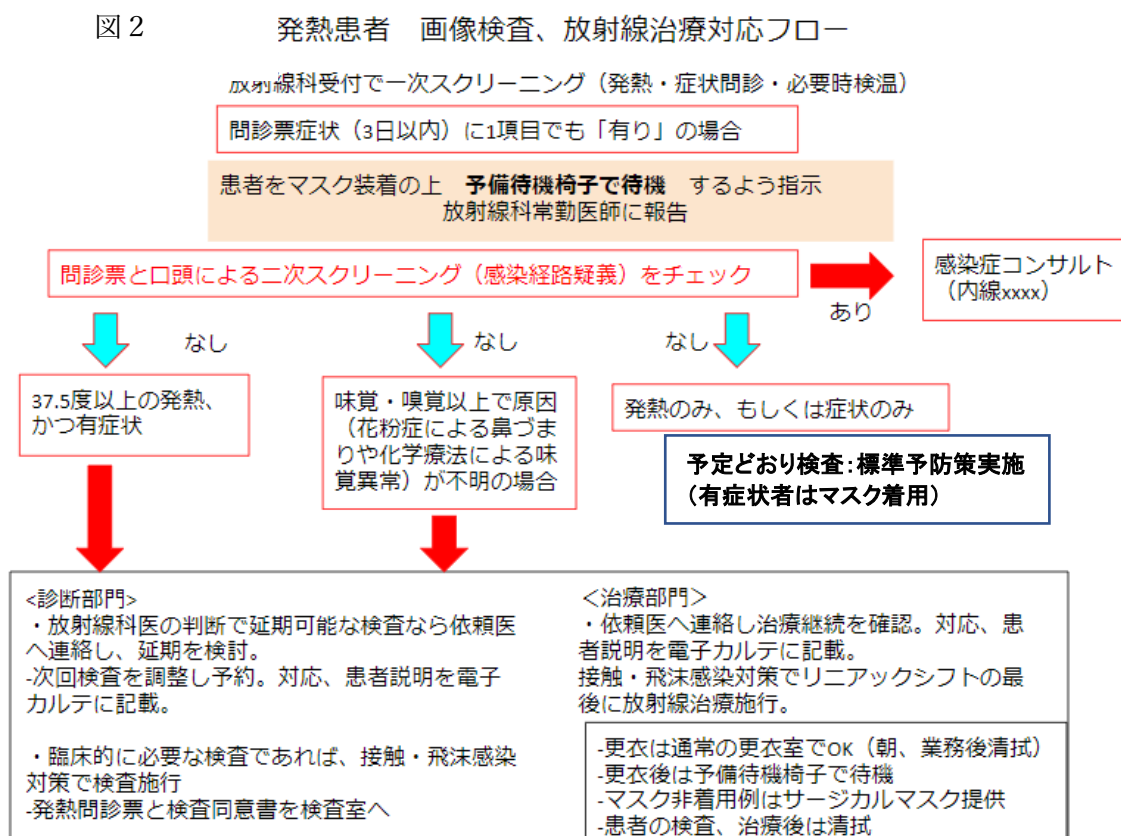 図２
発熱患者　画像検査、放射線治療対応フロー
放射線科受付で一次スクリーニング（発熱・症状問診・必要時検温）
問診票症状（3日以内）に1項目でも「有り」の場合
患者をマスク装着の上　予備待機椅子で待機　するよう指示
放射線科常勤医師に報告
問診票と口頭による二次スクリーニング（感染経路疑義）をチェック
あり
感染症コンサルト
（内線xxxx）
なし
なし
なし
37.5度以上の発熱、
かつ有症状
味覚・嗅覚以上で原因
（花粉症による鼻づま
りや化学療法による味
覚異常）が不明の場合
発熱のみ、もしくは症状のみ
予定どおり検査：標準予防策実施
（有症状者はマスク着用）
<診断部門>
・放射線科医の判断で延期可能な検査なら依頼医
へ連絡し、延期を検討。
-次回検査を調整し予約。対応、患者説明を電子
カルテに記載。
・臨床的に必要な検査であれば、接触・飛沫感染
対策で検査施行
-発熱問診票と検査同意書を検査室へ
＜治療部門＞
・依頼医へ連絡し治療継続を確認。対応、患
者説明を電子カルテに記載。
接触・飛沫感染対策でリニアックシフトの最
後に放射線治療施行。
-更衣は通常の更衣室でOK（朝、業務後清拭）
-更衣後は予備待機椅子で待機
-マスク非着用例はサージカルマスク提供
-患者の検査、治療後は清拭